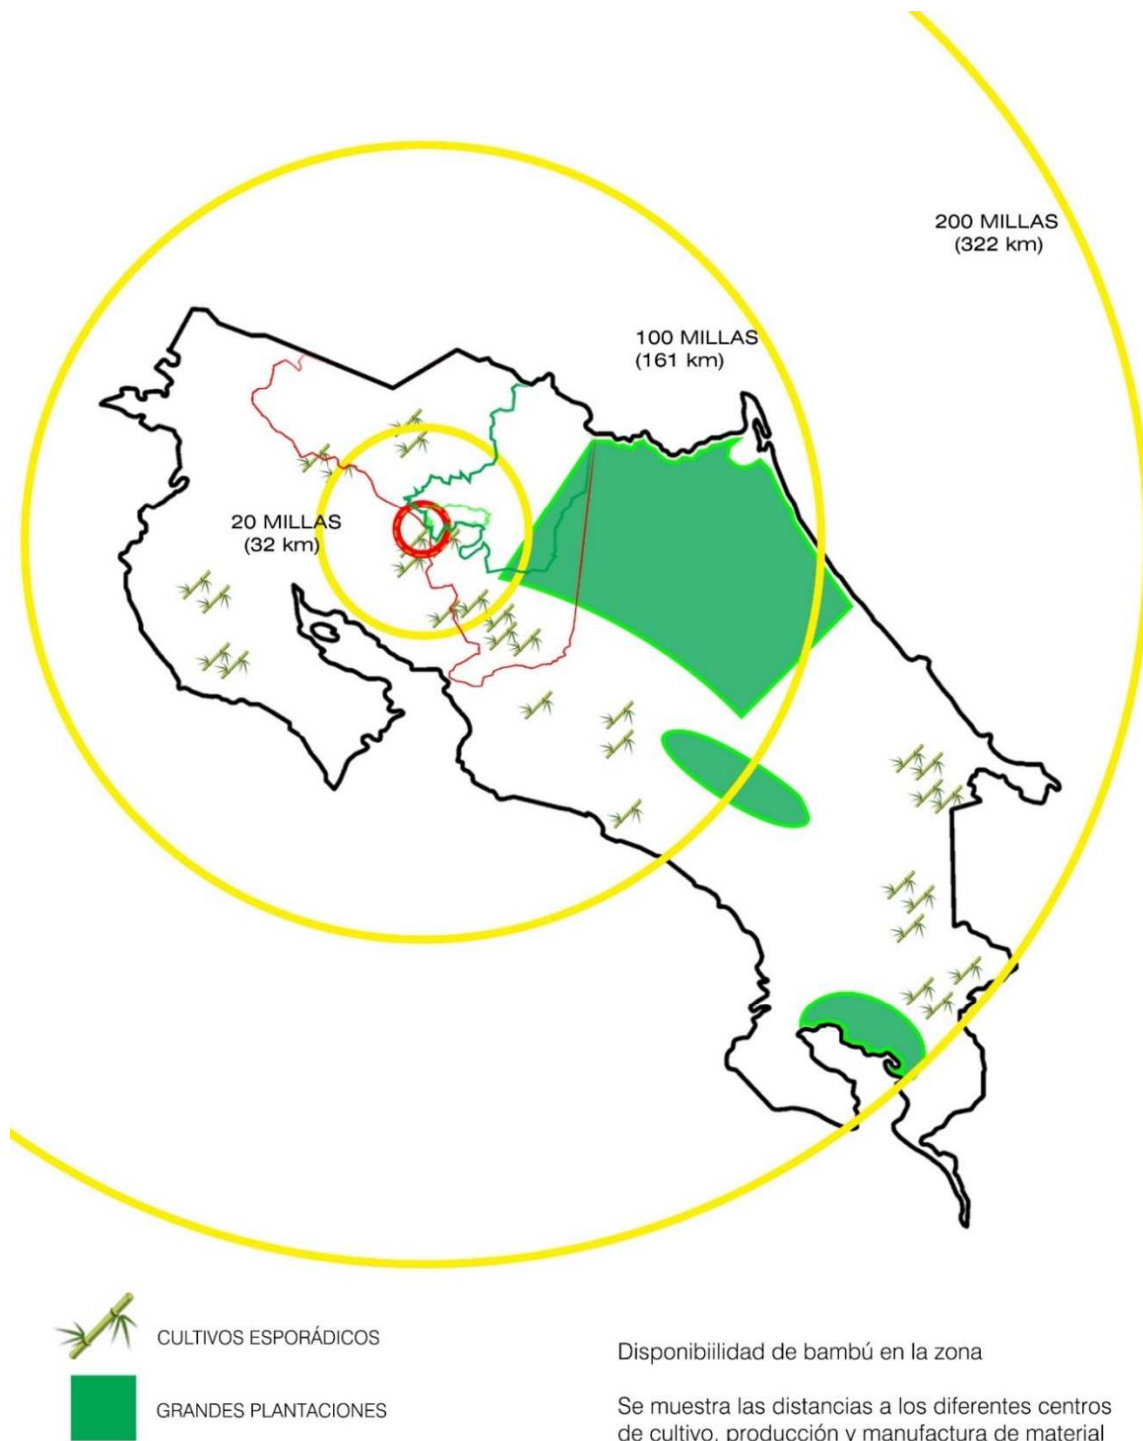 200 MILLAS
(322 km)
100 MILLAS
(161 km)
20 MILLAS
(32 km)
CULTIVOS ESPORÁDICOS
GRANDES PLANTACIONES
Disponibiilidad de bambú en la zona
Se muestra las distancias a los diferentes centros
de cultivo, producción y manufactura de material